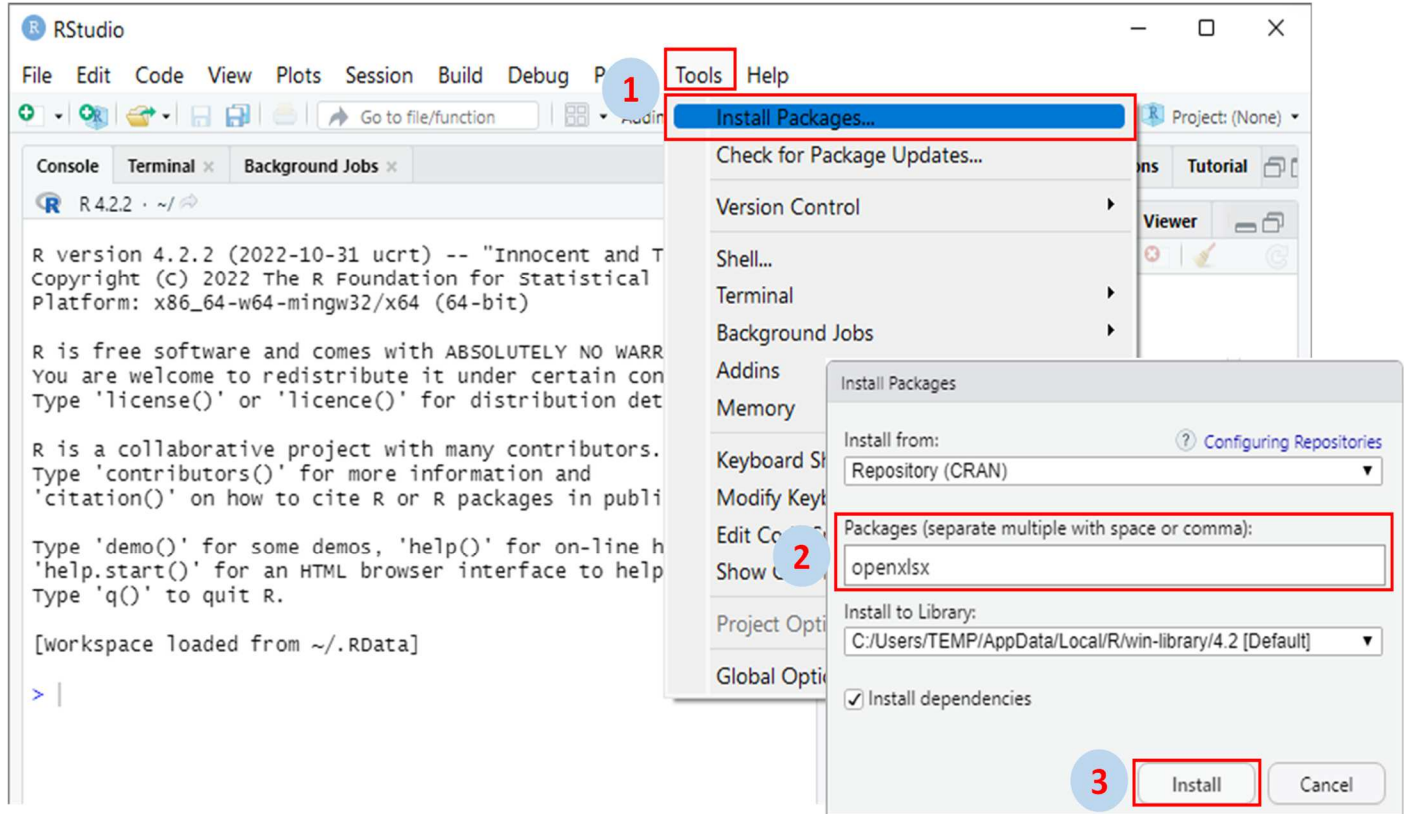 RStudio
File Edit Code View Plots Session Build Debug P Tools Help
1
Go to file/function
Project: (None)
Install Packages...
Check for Package Updates...
Version Control
Shell...
Terminal
Background Jobs
Addins
Memory
Keyboard Sh
Modify Keyb
Edit Co
Show
Project Opti
Global Optio
Console Terminal Background Jobs
Tutorial
Viewer
R R 4.2.2 · ~/
R version 4.2.2 (2022-10-31 ucrt) -- "Innocent and T
Copyright (C) 2022 The R Foundation for Statistical
Platform: x86_64-w64-mingw32/x64 (64-bit)
R is free software and comes with ABSOLUTELY NO WARR
You are welcome to redistribute it under certain con
Type 'license()' or 'licence()' for distribution det
R is a collaborative project with many contributors.
Type 'contributors()' for more information and
'citation()' on how to cite R or R packages in publi
Type 'demo()' for some demos, 'help()' for on-line h
'help.start()' for an HTML browser interface to help
Type 'q()' to quit R.
[Workspace loaded from ~/.RData]
>
Install Packages
Install from:
? Configuring Repositories
Repository (CRAN)
2
Packages (separate multiple with space or comma):
openxlsx
Install to Library:
C:/Users/TEMP/AppData/Local/R/win-library/4.2 [Default]
Install dependencies
3
Install Cancel